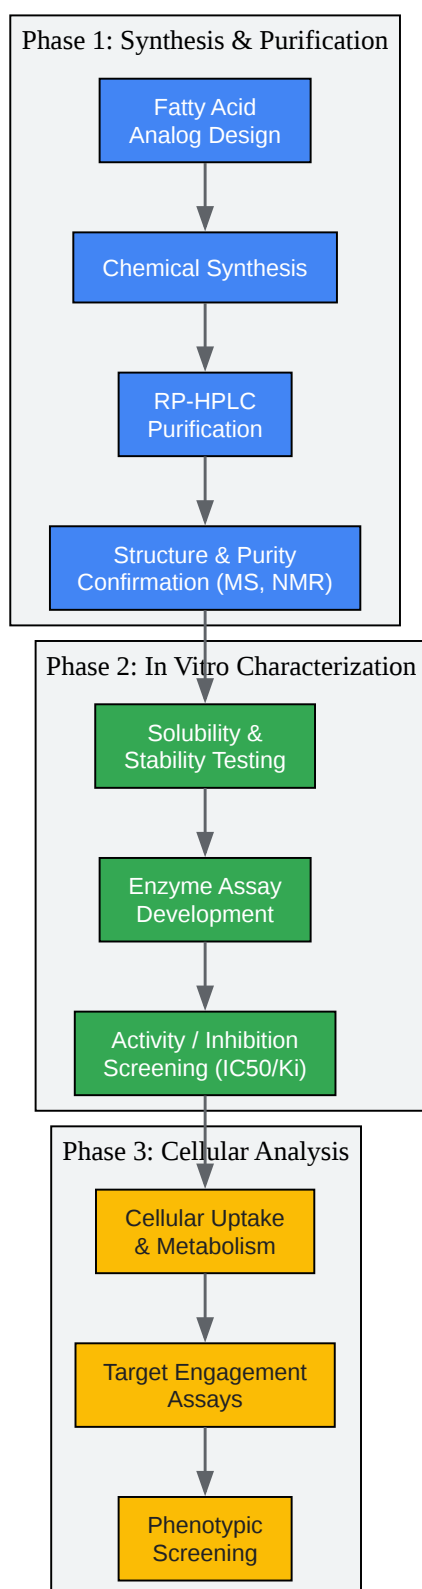 Phase 1: Synthesis & Purification
Fatty Acid
Analog Design
Chemical Synthesis
RP-HPLC
Purification
Structure & Purity
Confirmation (MS, NMR)
Phase 2: In Vitro Characterization
Solubility &
Stability Testing
Enzyme Assay
Development
Activity / Inhibition
Screening (IC50/Ki)
Phase 3: Cellular Analysis
Cellular Uptake
& Metabolism
Target Engagement
Assays
Phenotypic
Screening